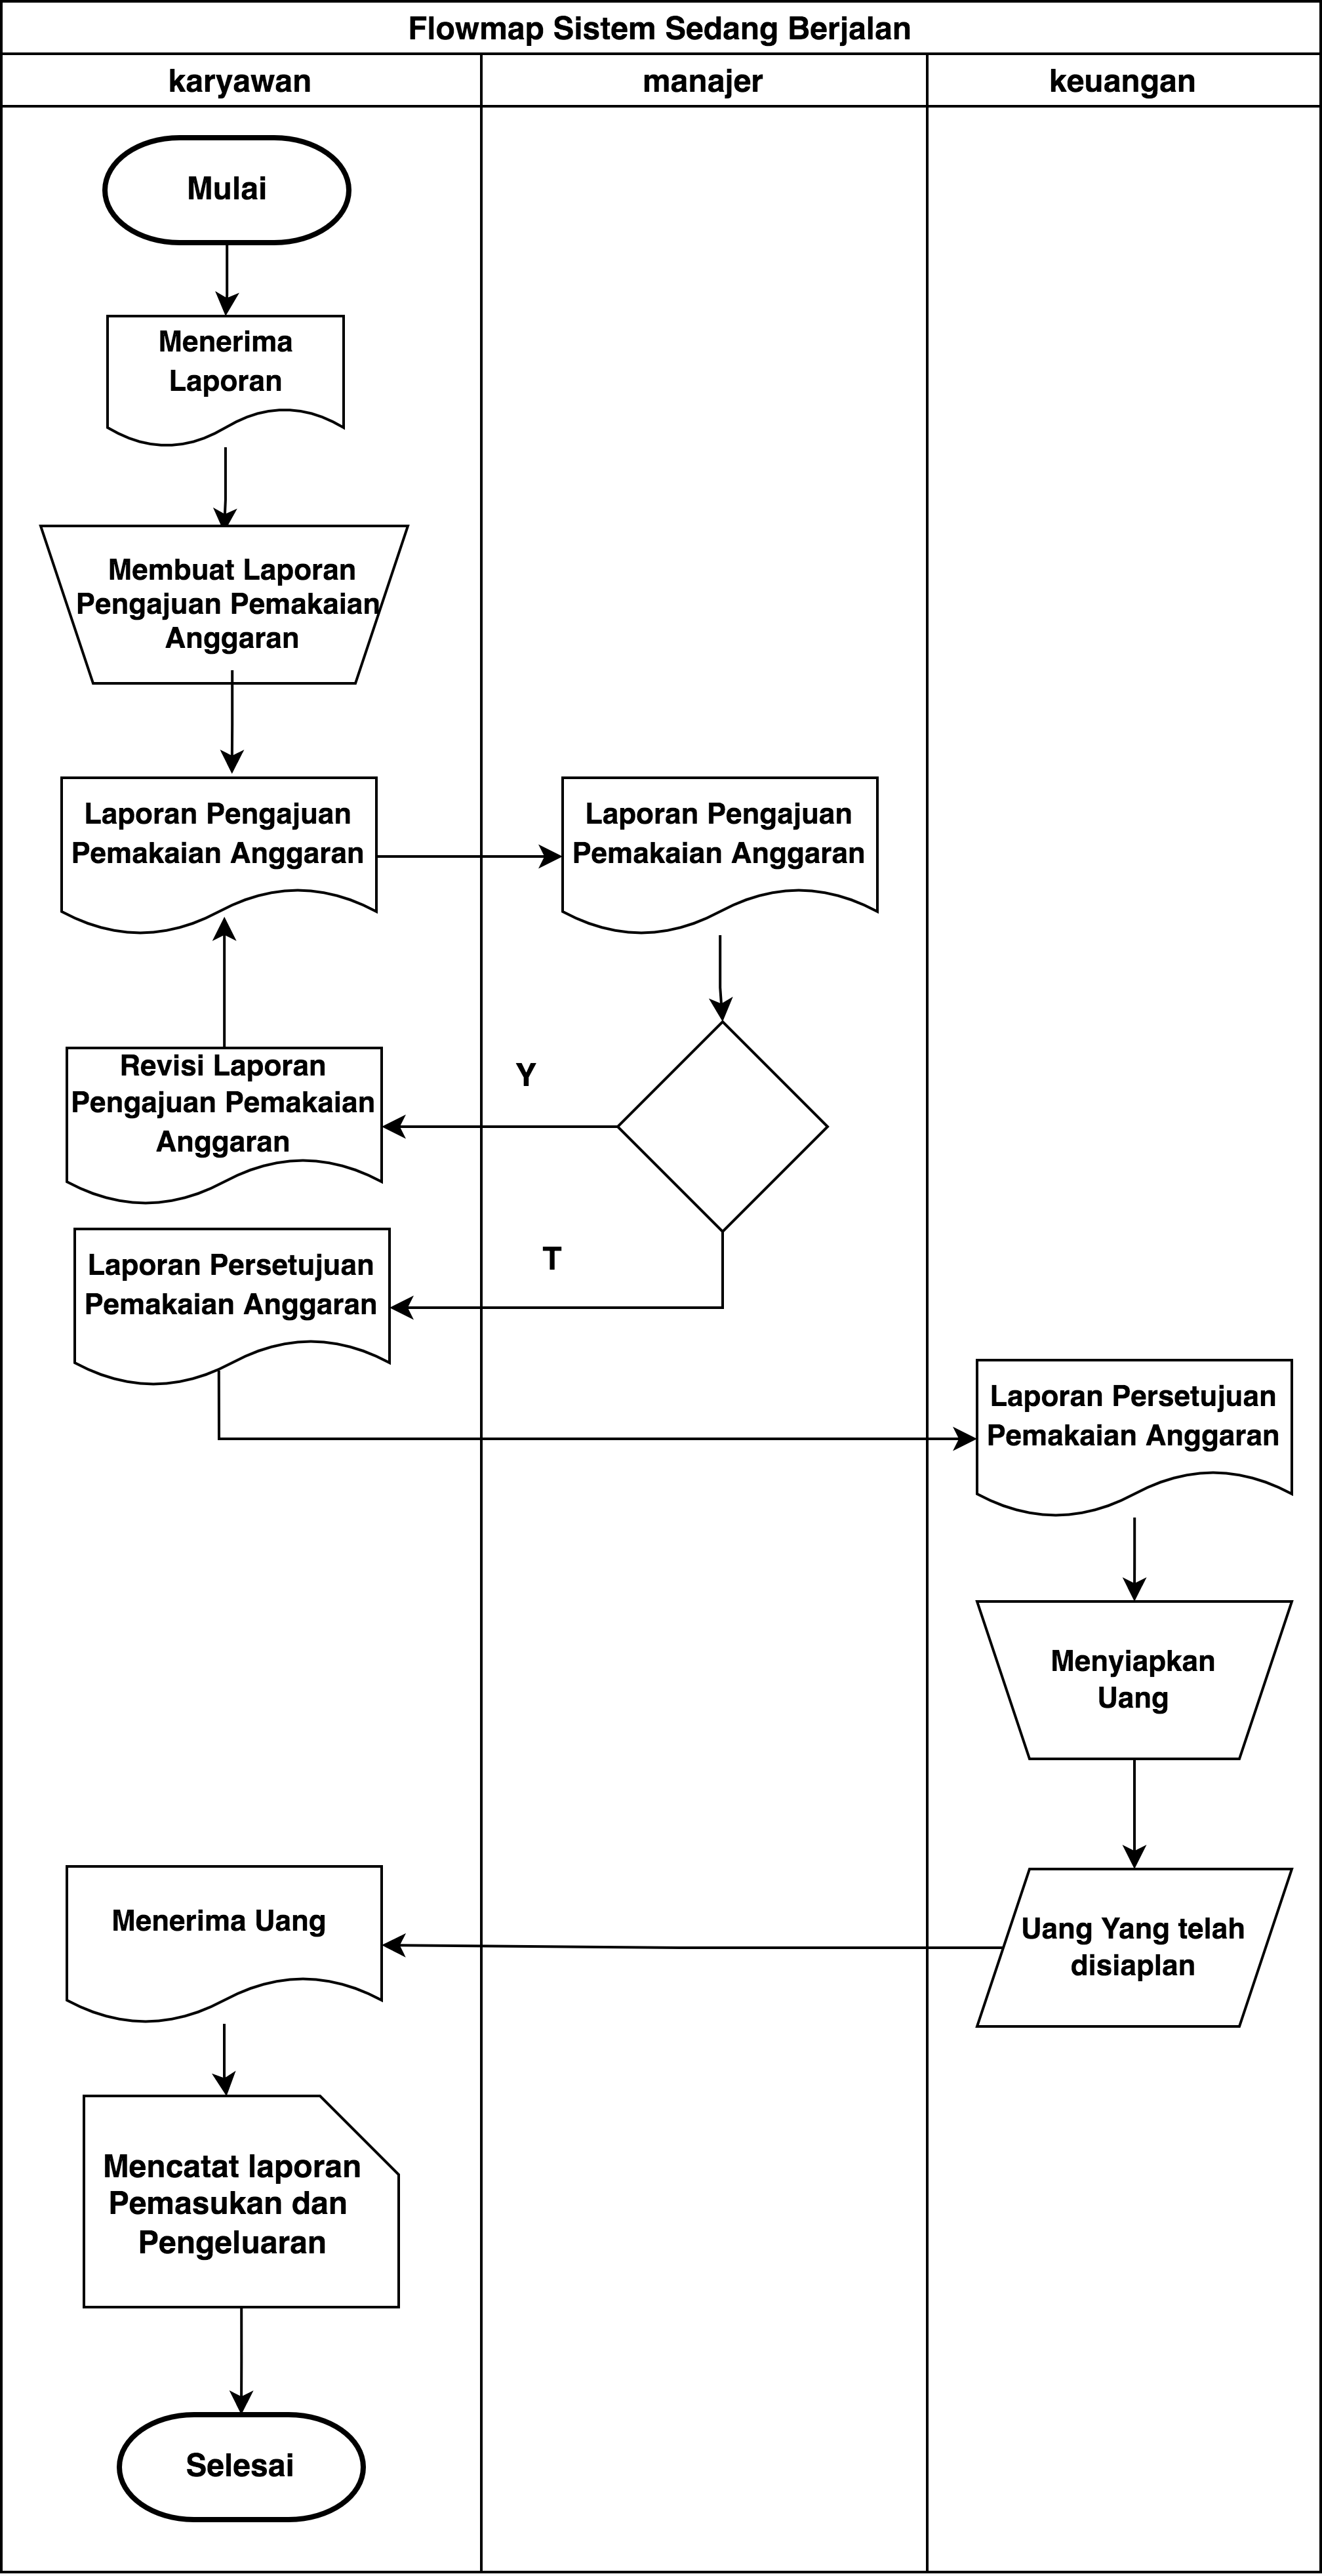 Flowmap Sistem Sedang Berjalan
karyawan
manajer
keuangan
Mulai
Menerima
Laporan
Membuat Laporan
Pengajuan Pemakaian
Anggaran
Laporan Pengajuan
Pemakaian Anggaran
Laporan Pengajuan
Pemakaian Anggaran
Y
Revisi Laporan
Pengajuan Pemakaian
Anggaran
T
Laporan Persetujuan
Pemakaian Anggaran
Laporan Persetujuan
Pemakaian Anggaran
Menyiapkan
Uang
Uang Yang telah
disiaplan
Menerima Uang
Mencatat laporan
Pemasukan dan
Pengeluaran
Selesai